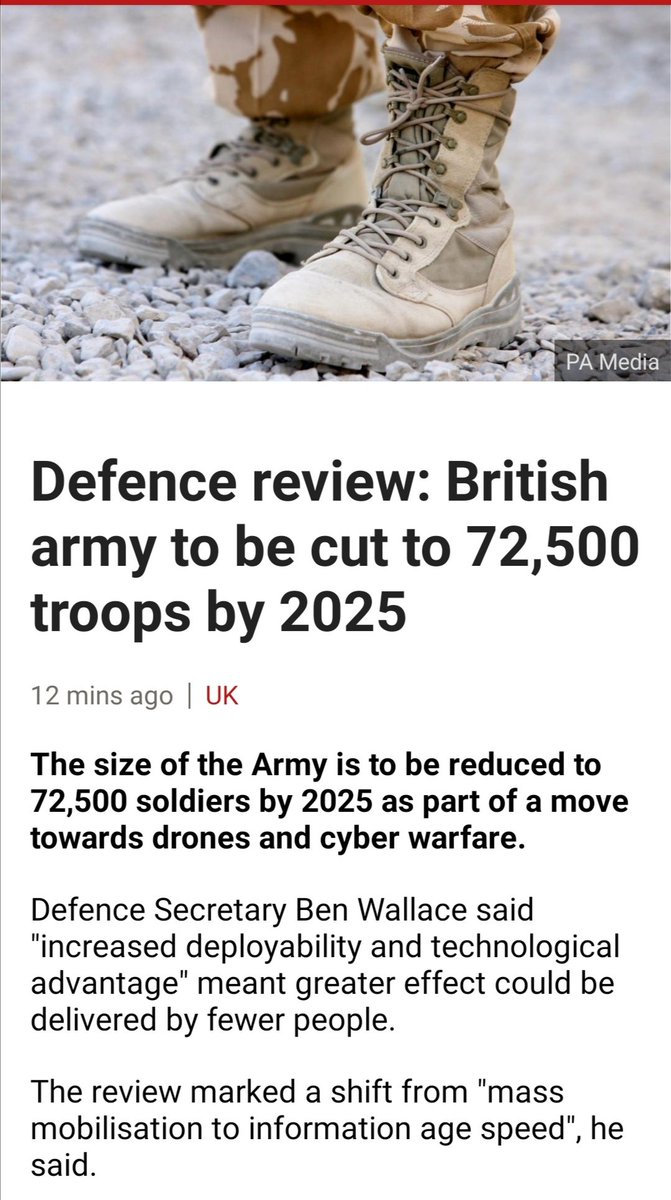 PA Media
Defence review: British
army to be cut to 72,500
troops by 2025
12 mins ago | UK
The size of the Army is to be reduced to
72,500 soldiers by 2025 as part of a move
towards drones and cyber warfare.
Defence Secretary Ben Wallace said
"increased deployability and technological
advantage" meant greater effect could be
delivered by fewer people.
The review marked a shift from "mass
mobilisation to information age speed", he
said.